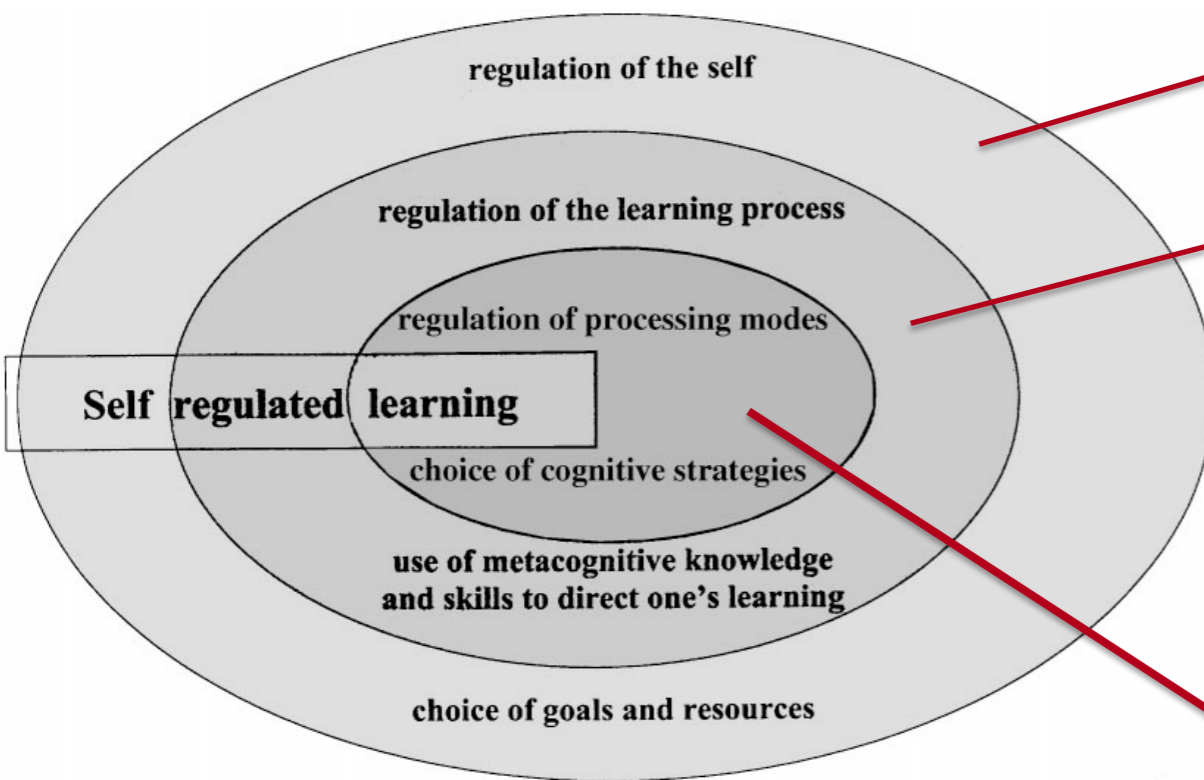 regulation of the self
regulation of the learning process
regulation of processing modes
Self regulated learning
choice of cognitive strategies
use of metacognitive knowledge
and skills to direct one’s learning
choice of goals and resources